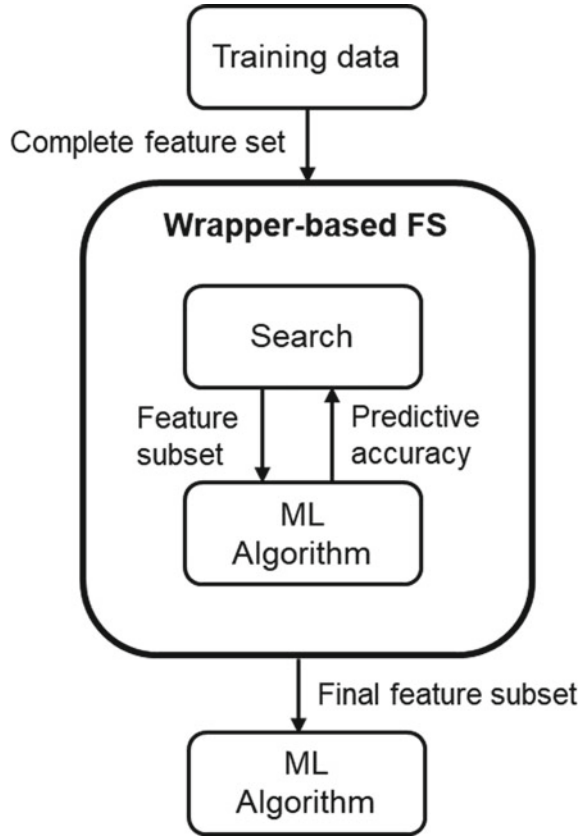 Training data
Complete feature set
Wrapper-based FS
Search
Feature
subset
Predictive
accuracy
ML
Algorithm
Final feature subset
ML
Algorithm